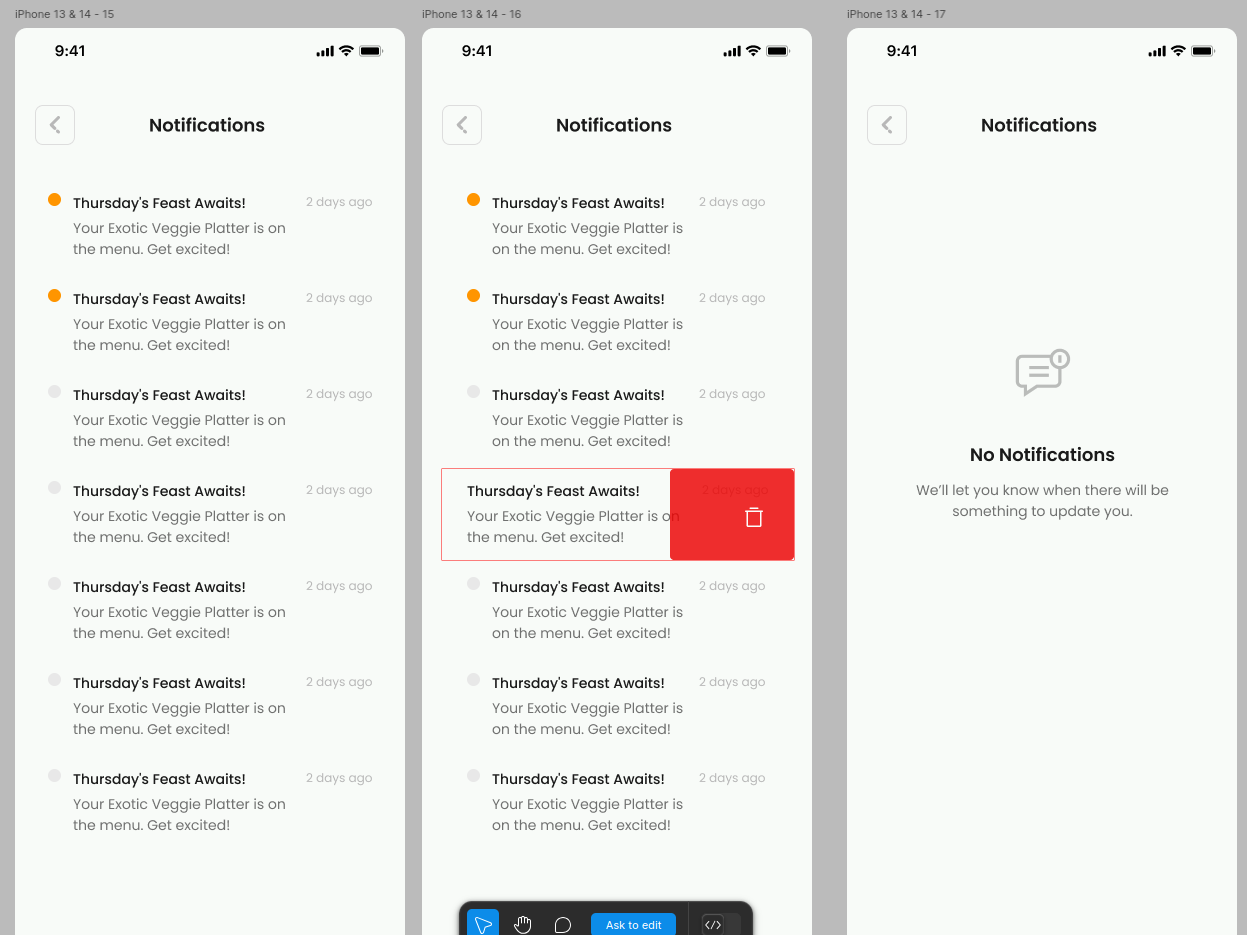 iPhone 13 & 14 - 15
9:41
Notifications
Thursday's Feast Awaits!
2 days ago
Your Exotic Veggie Platter is on
the menu. Get excited!
Thursday's Feast Awaits!
2 days ago
Your Exotic Veggie Platter is on
the menu. Get excited!
Thursday's Feast Awaits!
2 days ago
Your Exotic Veggie Platter is on
the menu. Get excited!
Thursday's Feast Awaits!
2 days ago
Your Exotic Veggie Platter is on
the menu. Get excited!
Thursday's Feast Awaits!
2 days ago
Your Exotic Veggie Platter is on
the menu. Get excited!
Thursday's Feast Awaits!
2 days ago
Your Exotic Veggie Platter is on
the menu. Get excited!
Thursday's Feast Awaits!
2 days ago
Your Exotic Veggie Platter is on
the menu. Get excited!
iPhone 13 & 14 - 16
9:41
Notifications
Thursday's Feast Awaits!
2 days ago
Your Exotic Veggie Platter is
on the menu. Get excited!
Thursday's Feast Awaits!
2 days ago
Your Exotic Veggie Platter is
on the menu. Get excited!
Thursday's Feast Awaits!
2 days ago
Your Exotic Veggie Platter is
on the menu. Get excited!
Thursday's Feast Awaits!
2 days ago
Your Exotic Veggie Platter is on
the menu. Get excited!
Thursday's Feast Awaits!
2 days ago
Your Exotic Veggie Platter is
on the menu. Get excited!
Thursday's Feast Awaits!
2 days ago
Your Exotic Veggie Platter is
on the menu. Get excited!
Thursday's Feast Awaits!
2 days ago
Your Exotic Veggie Platter is
on the menu. Get excited!
Ask to edit
iPhone 13 & 14 - 17
9:41
Notifications
No Notifications
We'll let you know when there will be
something to update you.